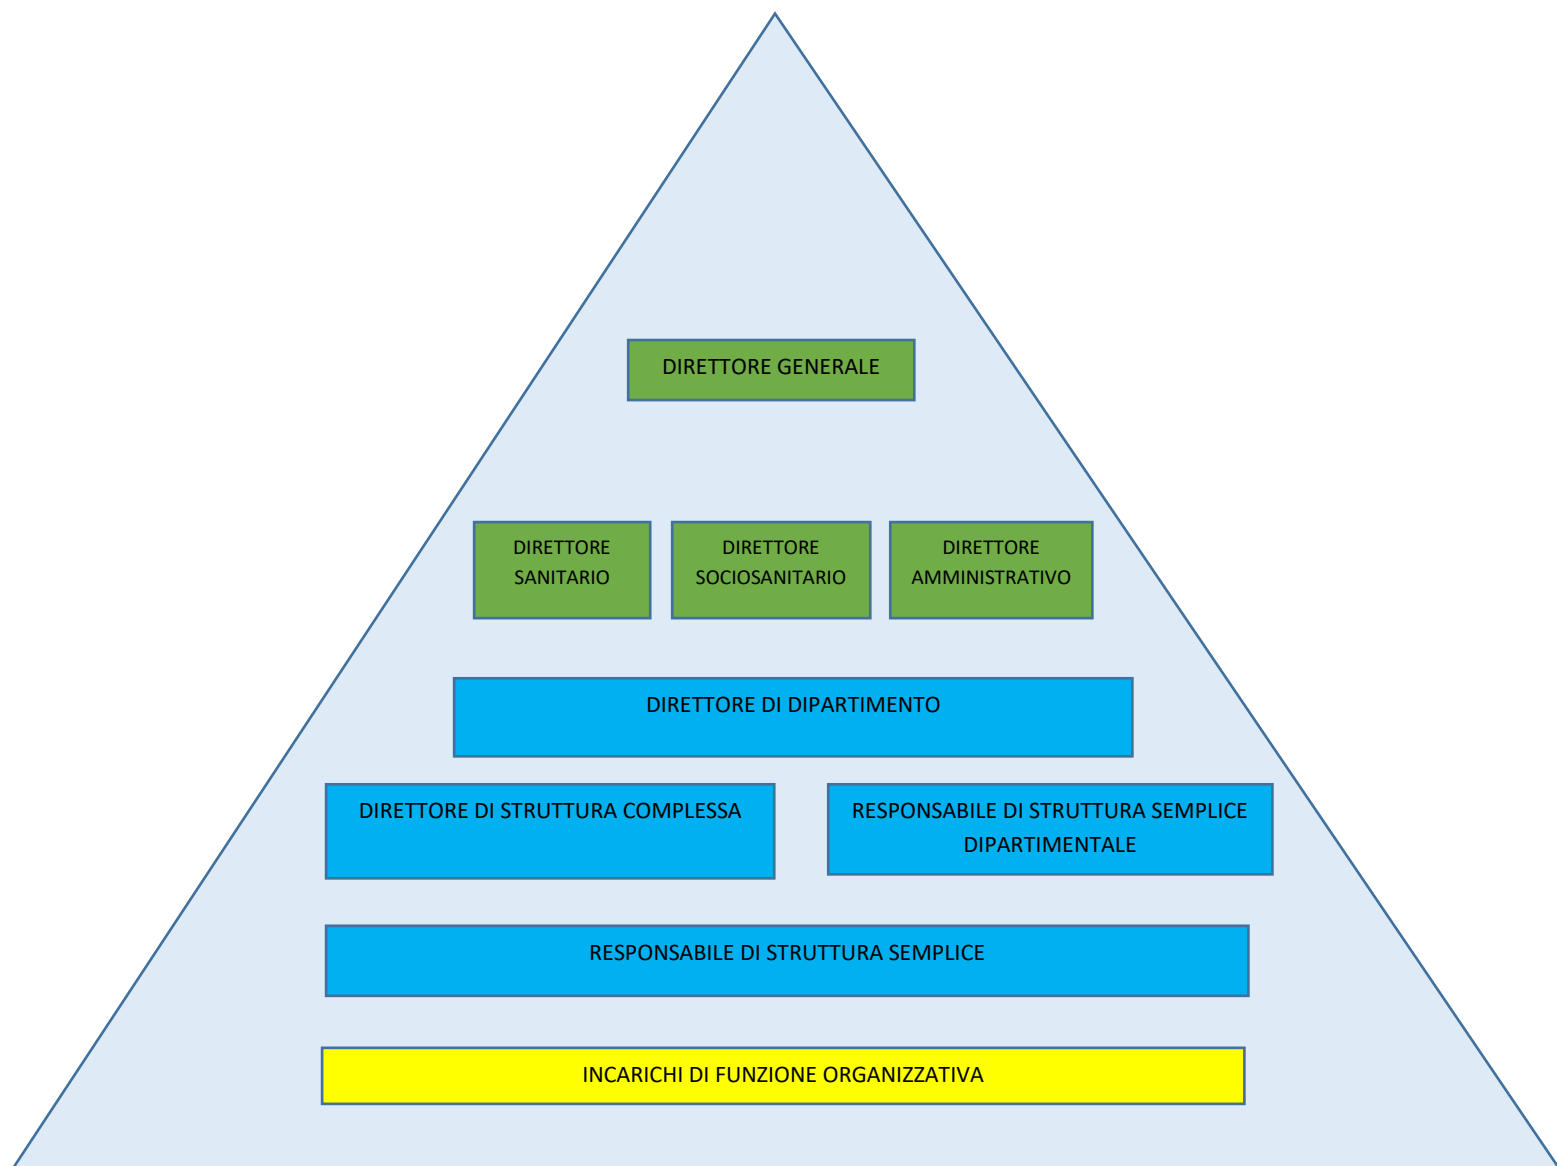 DIRETTORE GENERALE
DIRETTORE
SANITARIO
DIRETTORE
SOCIOSANITARIO
DIRETTORE
AMMINISTRATIVO
DIRETTORE DI DIPARTIMENTO
DIRETTORE DI STRUTTURA COMPLESSA
RESPONSABILE DI STRUTTURA SEMPLICE
DIPARTIMENTALE
RESPONSABILE DI STRUTTURA SEMPLICE
INCARICHI DI FUNZIONE ORGANIZZATIVA